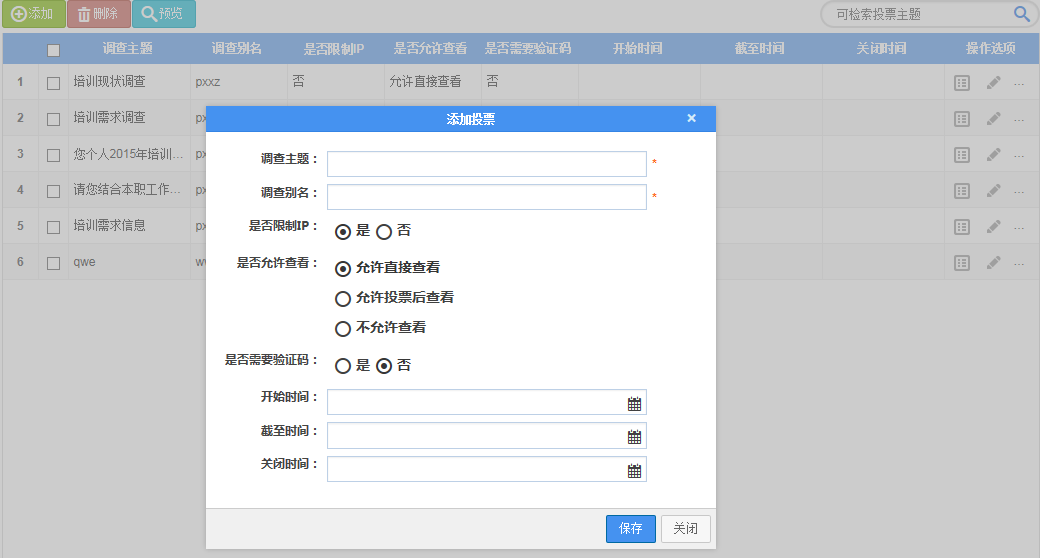 添加 删除 预览 可检索投票主题
调查主题 调查别名 是否限制IP 是否允许查看 是否需要验证码 开始时间 截至时间 关闭时间 操作选项
1 培训现状调查 pxxz 否 允许直接查看 否 ...
2 培训需求调查 ...
3 您个人2015年培训... ...
4 请您结合本职工作... ...
5 培训需求信息 ...
6 qwe ...
添加投票 ×
调查主题： *
调查别名： *
是否限制IP： 是 否
是否允许查看： 允许直接查看
允许投票后查看
不允许查看
是否需要验证码： 是 否
开始时间：
截至时间：
关闭时间：
保存 关闭